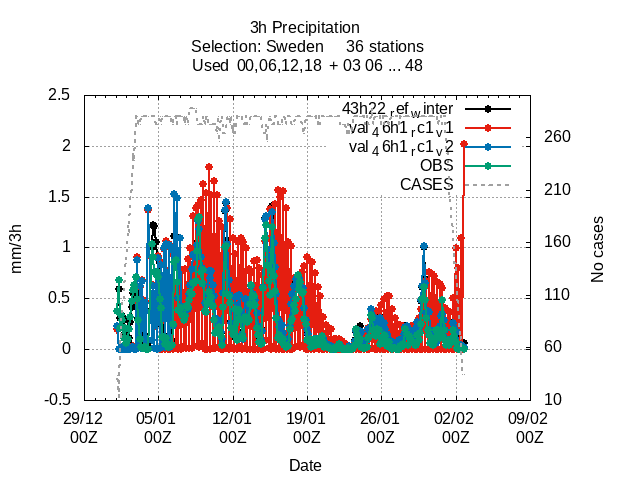 3h Precipitation
Selection: Sweden 36 stations
Used 00,06,12,18 + 03 06 ... 48
43h22_ref_winter
val_46h1_rc1_v1
val_46h1_rc1_v2
OBS
CASES
2.5
2
1.5
1
0.5
0
-0.5
260
210
160
110
60
10
mm/3h
No cases
29/12 05/01 12/01 19/01 26/01 02/02 09/02
00Z 00Z 00Z 00Z 00Z 00Z 00Z
Date